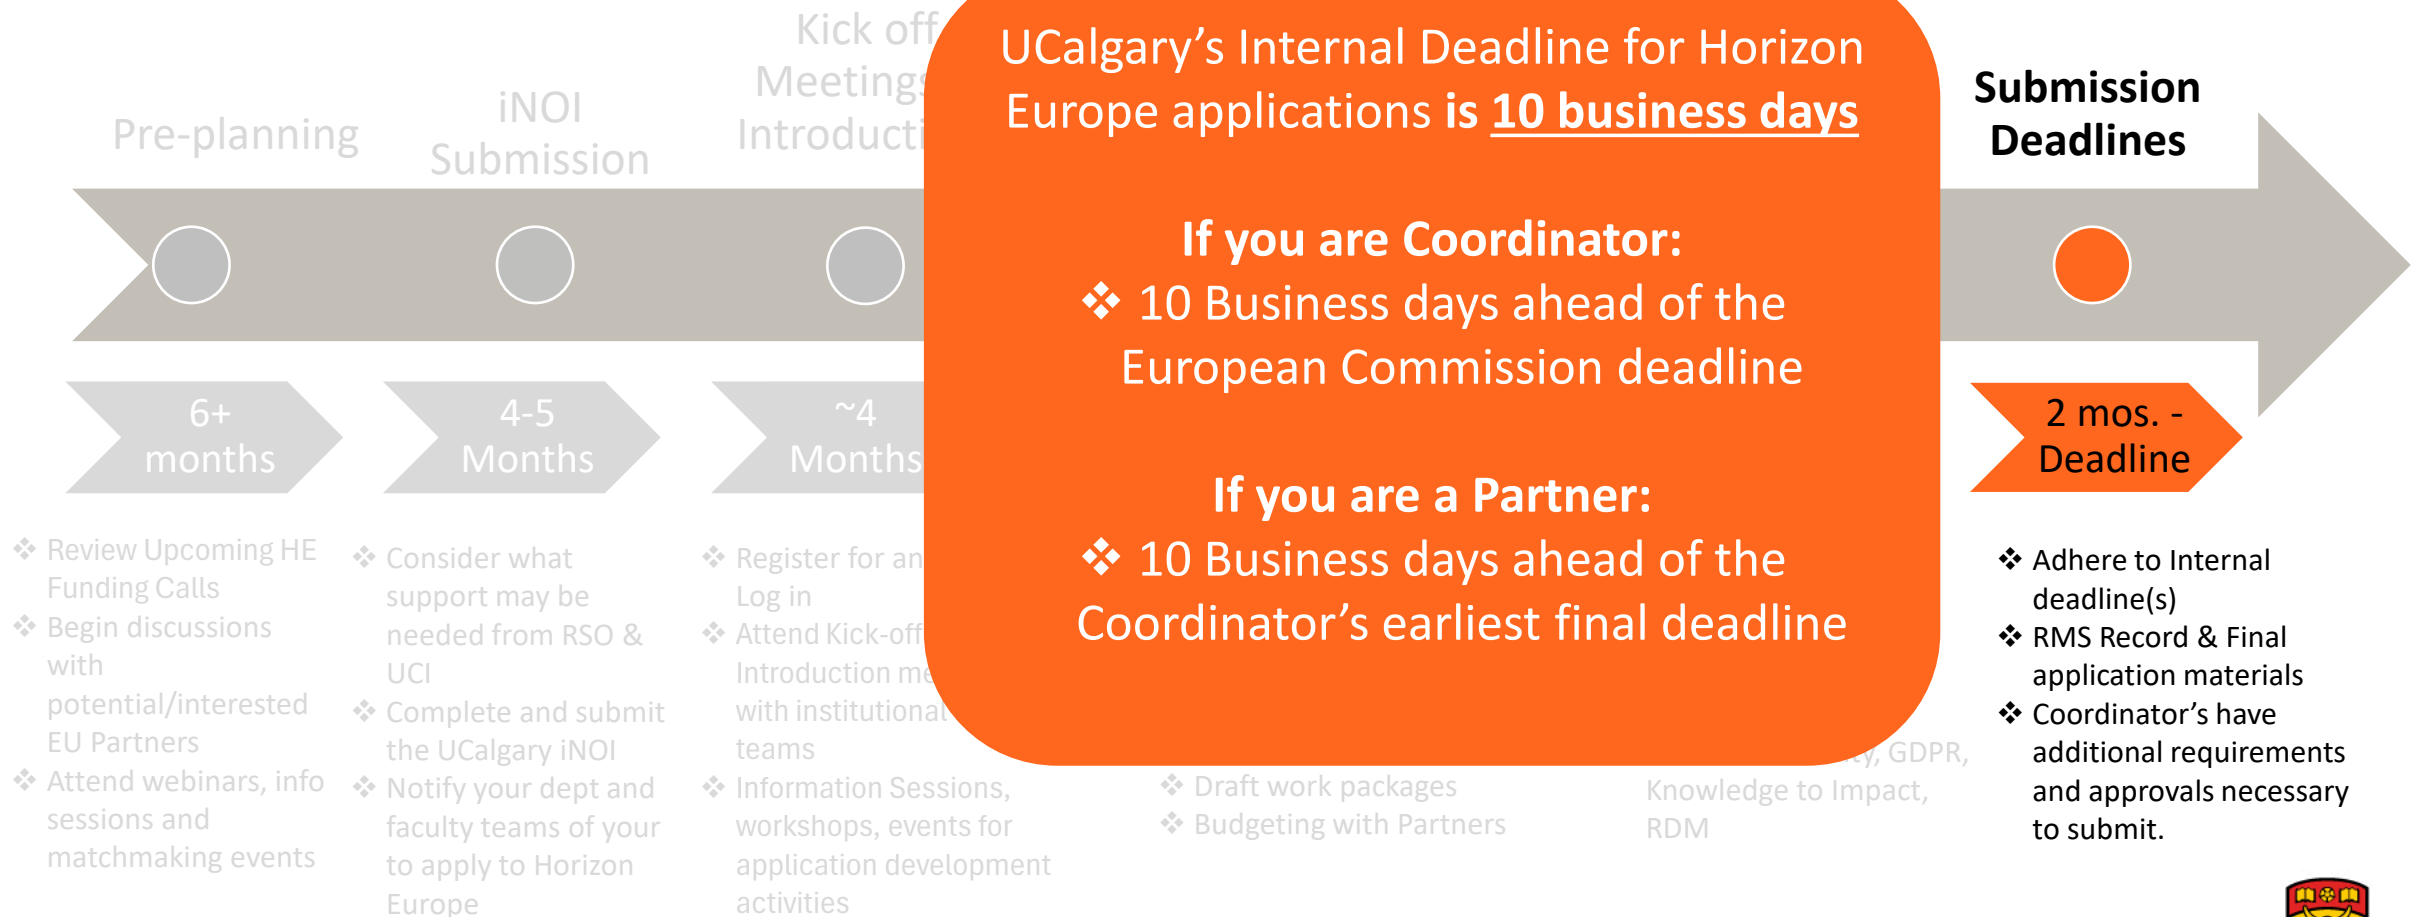 Pre-planning
iNOI
Submission
Kick off
Meetings
Introducti
UCalgary’s Internal Deadline for Horizon
Europe applications is 10 business days
If you are Coordinator:
❖ 10 Business days ahead of the
European Commission deadline
If you are a Partner:
❖ 10 Business days ahead of the
Coordinator’s earliest final deadline
Submission
Deadlines
6+
months
4-5
Months
~4
Months
2 mos. -
Deadline
❖ Review Upcoming HE
Funding Calls
❖ Begin discussions
with
potential/interested
EU Partners
❖ Attend webinars, info
sessions and
matchmaking events
❖ Consider what
support may be
needed from RSO &
UCI
❖ Complete and submit
the UCalgary iNOI
❖ Notify your dept and
faculty teams of your
to apply to Horizon
Europe
❖ Register for an
Log in
❖ Attend Kick-off
Introduction me
with institutional
teams
❖ Information Sessions,
workshops, events for
application development
activities
❖ Draft work packages
❖ Budgeting with Partners
ty, GDPR,
Knowledge to Impact,
RDM
❖ Adhere to Internal
deadline(s)
❖ RMS Record & Final
application materials
❖ Coordinator’s have
additional requirements
and approvals necessary
to submit.